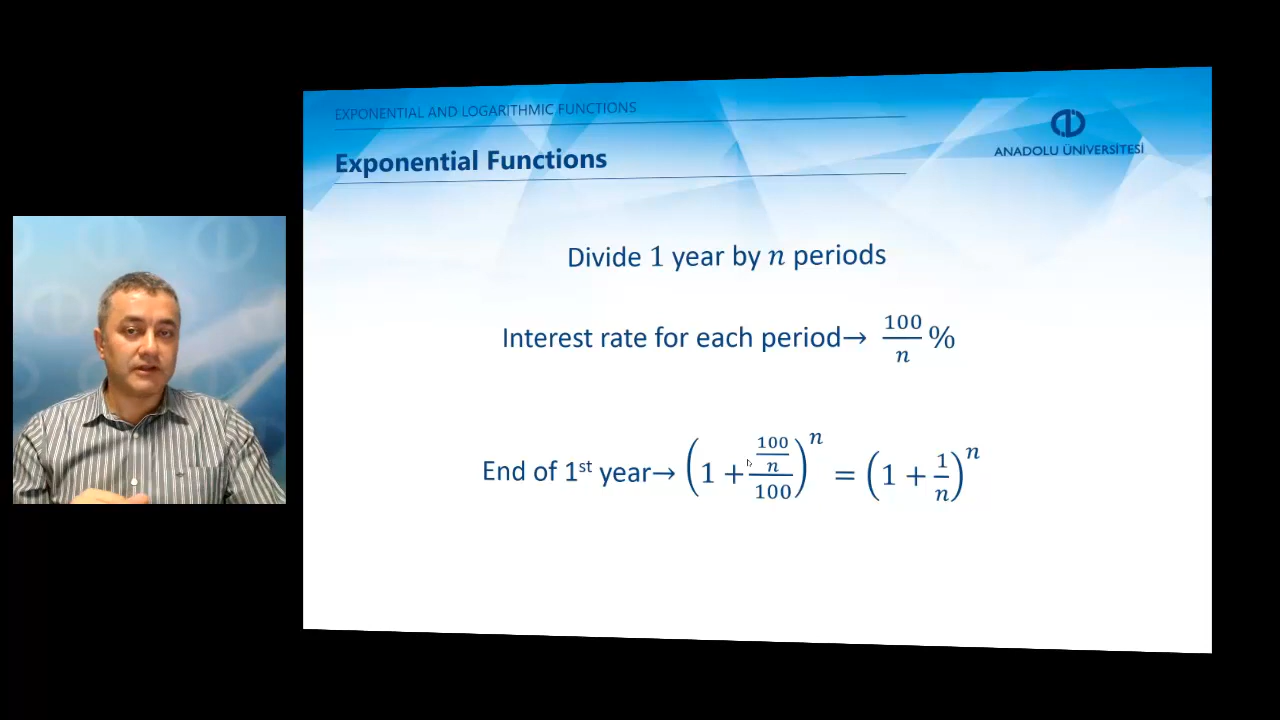 EXPONENTIAL AND LOGARITHMIC FUNCTIONS
Exponential Functions
ANADOLU ÜNİVERSİTESİ
Divide 1 year by n periods
Interest rate for each period→ 100/n %
End of 1st year→ (1 + (100/n)/100)^n = (1 + 1/n)^n